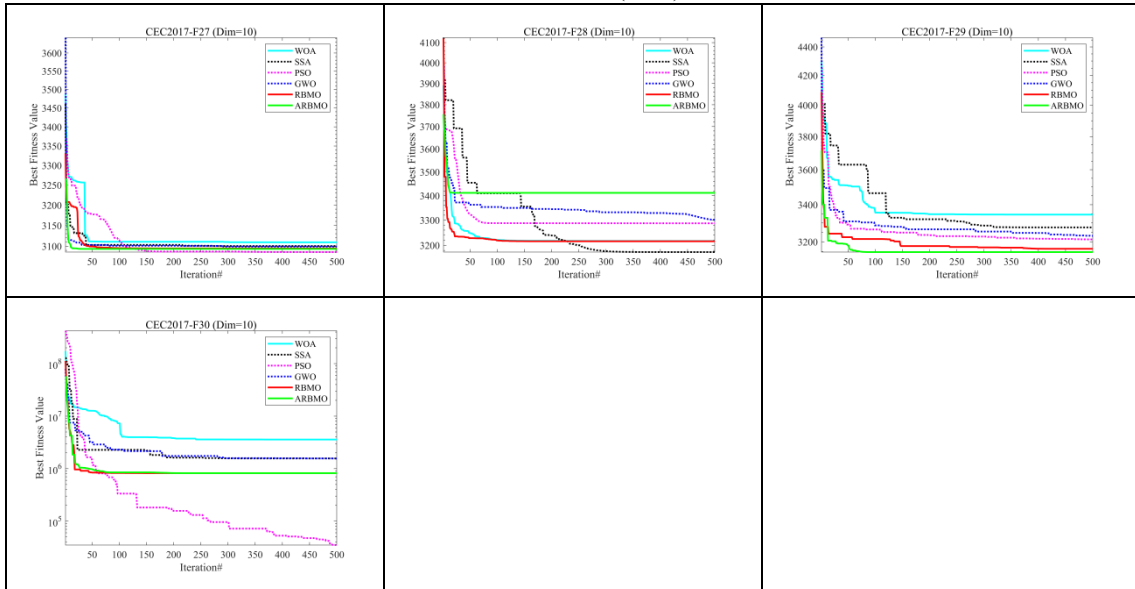 CEC2017-F27 (Dim=10)
Best Fitness Value
3600
3550
3500
3450
3400
3350
3300
3250
3200
3150
3100
WOA
SSA
PSO
GWO
RBMO
ARBMO
50 100 150 200 250 300 350 400 450 500
Iteration#
CEC2017-F28 (Dim=10)
Best Fitness Value
4100
4000
3900
3800
3700
3600
3500
3400
3300
3200
WOA
SSA
PSO
GWO
RBMO
ARBMO
50 100 150 200 250 300 350 400 450 500
Iteration#
CEC2017-F29 (Dim=10)
Best Fitness Value
4400
4200
4000
3800
3600
3400
3200
WOA
SSA
PSO
GWO
RBMO
ARBMO
50 100 150 200 250 300 350 400 450 500
Iteration#
CEC2017-F30 (Dim=10)
Best Fitness Value
10^8
10^7
10^6
10^5
WOA
SSA
PSO
GWO
RBMO
ARBMO
50 100 150 200 250 300 350 400 450 500
Iteration#